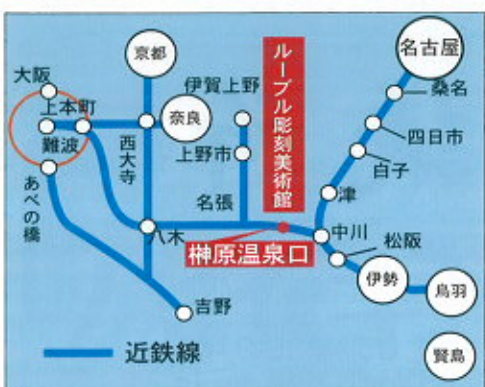 名古屋
京都
ルーブル彫刻美術館
大阪
伊賀上野
桑名
上本町
奈良
四日市
難波
西大寺
上野市
白子
あべの橋
名張
津
八木
中川
榊原温泉口
松阪
伊勢
鳥羽
吉野
近鉄線
賢島